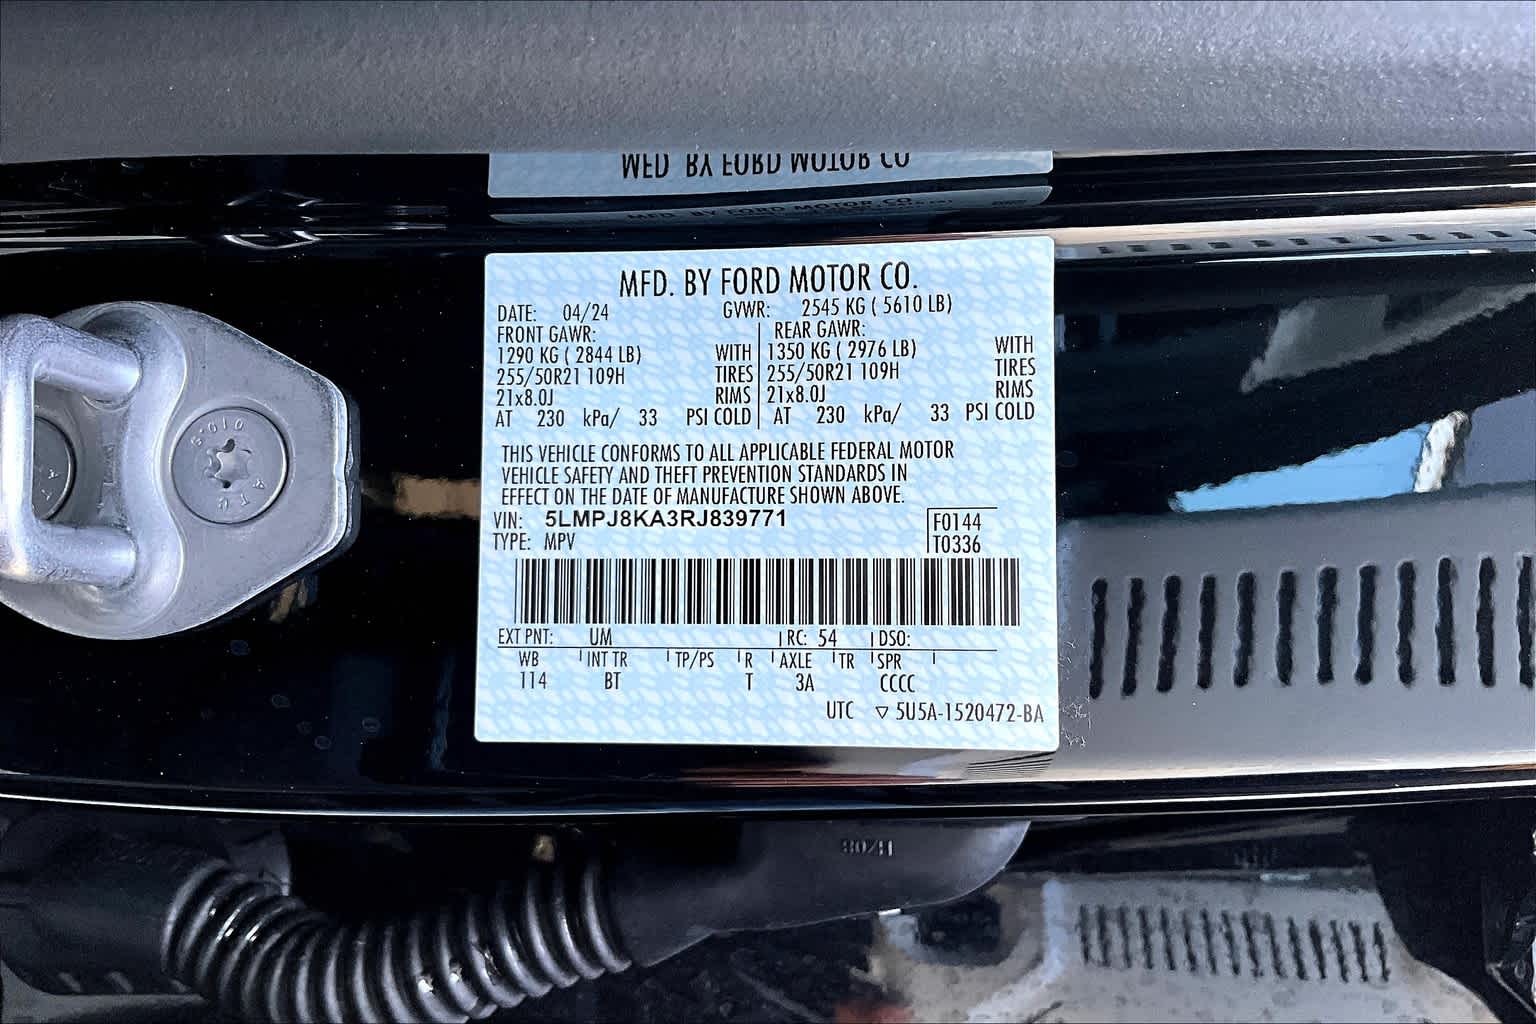 MFD. BY FORD MOTOR CO.
MFD. BY FORD MOTOR CO.
MFD. BY FORD MOTOR CO.
DATE: 04/24 GVWR: 2545 KG ( 5610 LB)
FRONT GAWR: REAR GAWR:
1290 KG ( 2844 LB) WITH 1350 KG ( 2976 LB) WITH
255/50R21 109H TIRES 255/50R21 109H TIRES
21x8.0J RIMS 21x8.0J RIMS
AT 230 kPa/ 33 PSI COLD AT 230 kPa/ 33 PSI COLD
THIS VEHICLE CONFORMS TO ALL APPLICABLE FEDERAL MOTOR
VEHICLE SAFETY AND THEFT PREVENTION STANDARDS IN
EFFECT ON THE DATE OF MANUFACTURE SHOWN ABOVE.
VIN: 5LMPJ8KA3RJ839771 F0144
TYPE: MPV T0336
EXT PNT: UM RC: 54 DSO:
WB INT TR TP/PS R AXLE TR SPR
114 BT T 3A CCCC
UTC ▽ 5U5A-1520472-BA